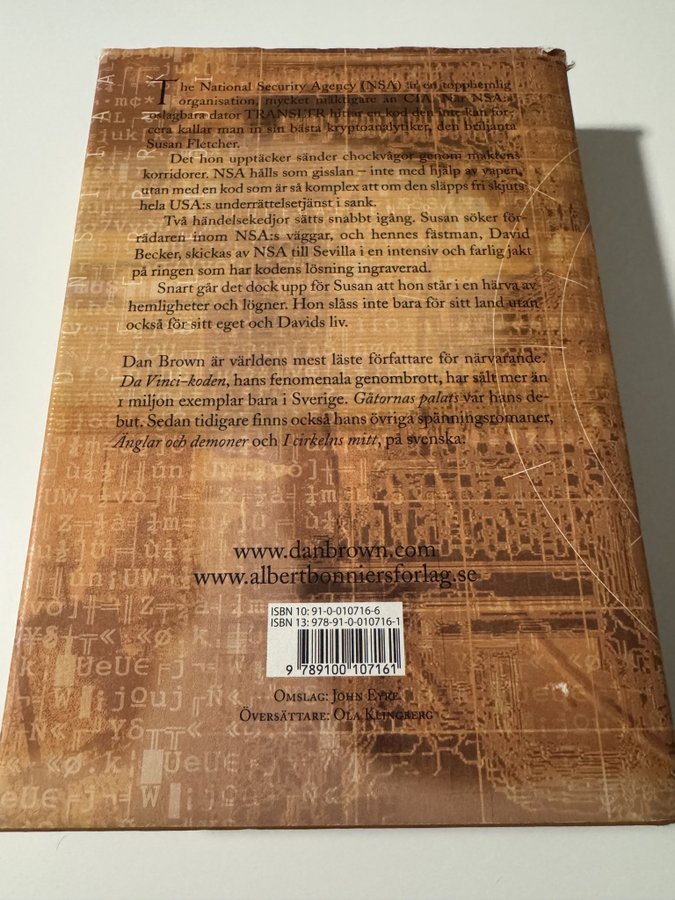 The National Security Agency (NSA) är en topphemlig
organisation, mycket mäktigare än CIA. När NSA:s
oslagbara dator TRANSLTR hittar en kod den inte kan for-
cera kallar man in sin bästa kryptoanalytiker, den briljanta
Susan Fletcher.
Det hon upptäcker sänder chockvågor genom maktens
korridorer. NSA hålls som gisslan – inte med hjälp av vapen,
utan med en kod som är så komplex att om den släpps fri skjuts
hela USA:s underrättelsetjänst i sank.
Två händelsekedjor sätts snabbt igång. Susan söker för-
rädaren inom NSA:s väggar, och hennes fästman, David
Becker, skickas av NSA till Sevilla i en intensiv och farlig jakt
på ringen som har kodens lösning ingraverad.
Snart går det dock upp för Susan att hon står i en härva av
hemligheter och lögner. Hon slåss inte bara för sitt land utan
också för sitt eget och Davids liv.
Dan Brown är världens mest läste författare för närvarande.
Da Vinci-koden, hans fenomenala genombrott, har sålt mer än
1 miljon exemplar bara i Sverige. Gåtornas palats var hans de-
but. Sedan tidigare finns också hans övriga spänningsromaner,
Änglar och demoner och I cirkelns mitt, på svenska.
www.danbrown.com
www.albertbonniersforlag.se
ISBN 10: 91-0-010716-6
ISBN 13: 978-91-0-010716-1
9 789100 107161
Omslag: John Eyre
Översättare: Ola Klingberg